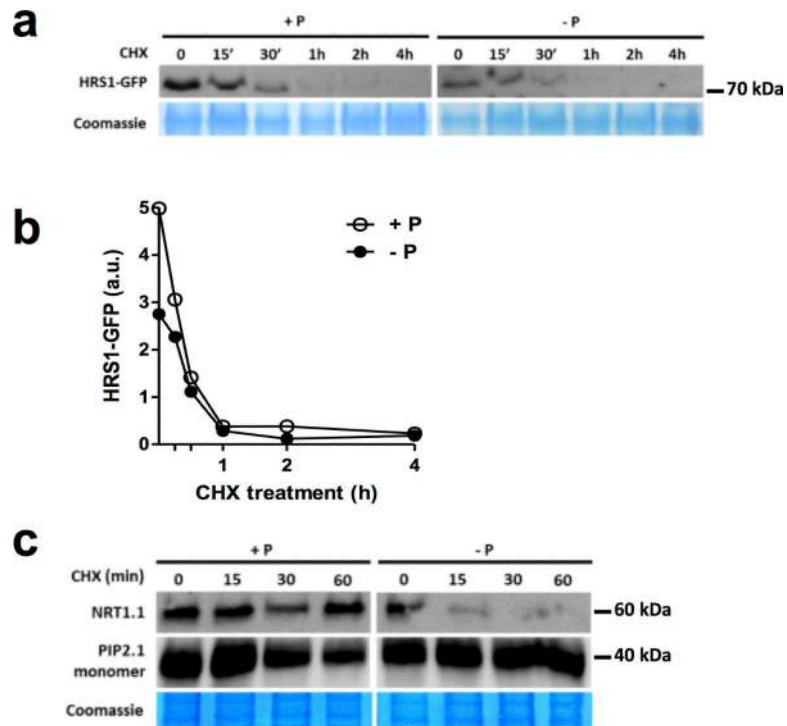 a
+ P - P
CHX 0 15’ 30’ 1h 2h 4h 0 15’ 30’ 1h 2h 4h
HRS1-GFP
70 kDa
Coomassie
b
HRS1-GFP (a.u.)
5
4
3
2
1
0
1 2 4
CHX treatment (h)
+ P
- P
c
+ P - P
CHX (min) 0 15 30 60 0 15 30 60
NRT1.1
60 kDa
PIP2.1
monomer
40 kDa
Coomassie